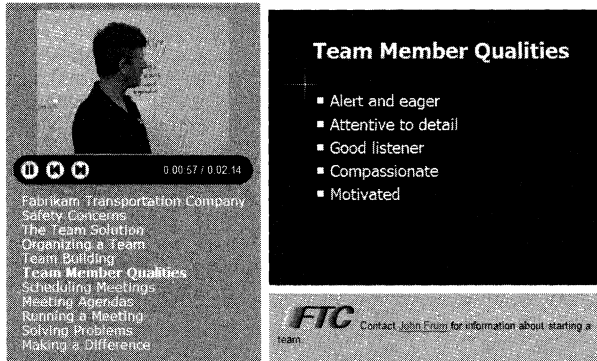 0:00:57 / 0:02:14
Fabrikam Transportation Company
Safety Concerns
The Team Solution
Organizing a Team
Team Building
Team Member Qualities
Scheduling Meetings
Meeting Agendas
Running a Meeting
Solving Problems
Making a Difference
Team Member Qualities
Alert and eager
Attentive to detail
Good listener
Compassionate
Motivated
FTC Contact John Frum for information about starting a
team